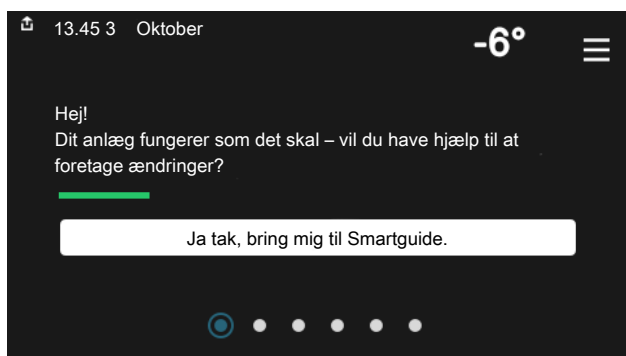 13.45 3 Oktober
-6°
Hej!
Dit anlæg fungerer som det skal – vil du have hjælp til at
foretage ændringer?
Ja tak, bring mig til Smartguide.